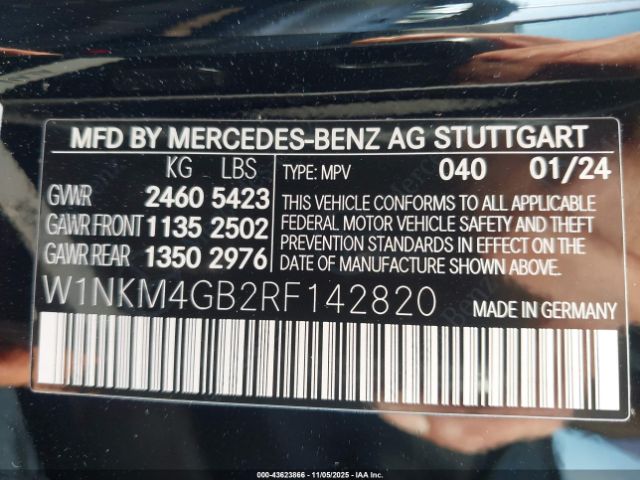 MFD BY MERCEDES-BENZ AG STUTTGART
KG LBS
GVWR 2460 5423
GAWR FRONT 1135 2502
GAWR REAR 1350 2976
TYPE: MPV 040 01/24
THIS VEHICLE CONFORMS TO ALL APPLICABLE
FEDERAL MOTOR VEHICLE SAFETY AND THEFT
PREVENTION STANDARDS IN EFFECT ON THE
DATE OF MANUFACTURE SHOWN ABOVE.
W1NKM4GB2RF142820
MADE IN GERMANY
000-43623866 - 11/05/2025 - IAAI, Inc.